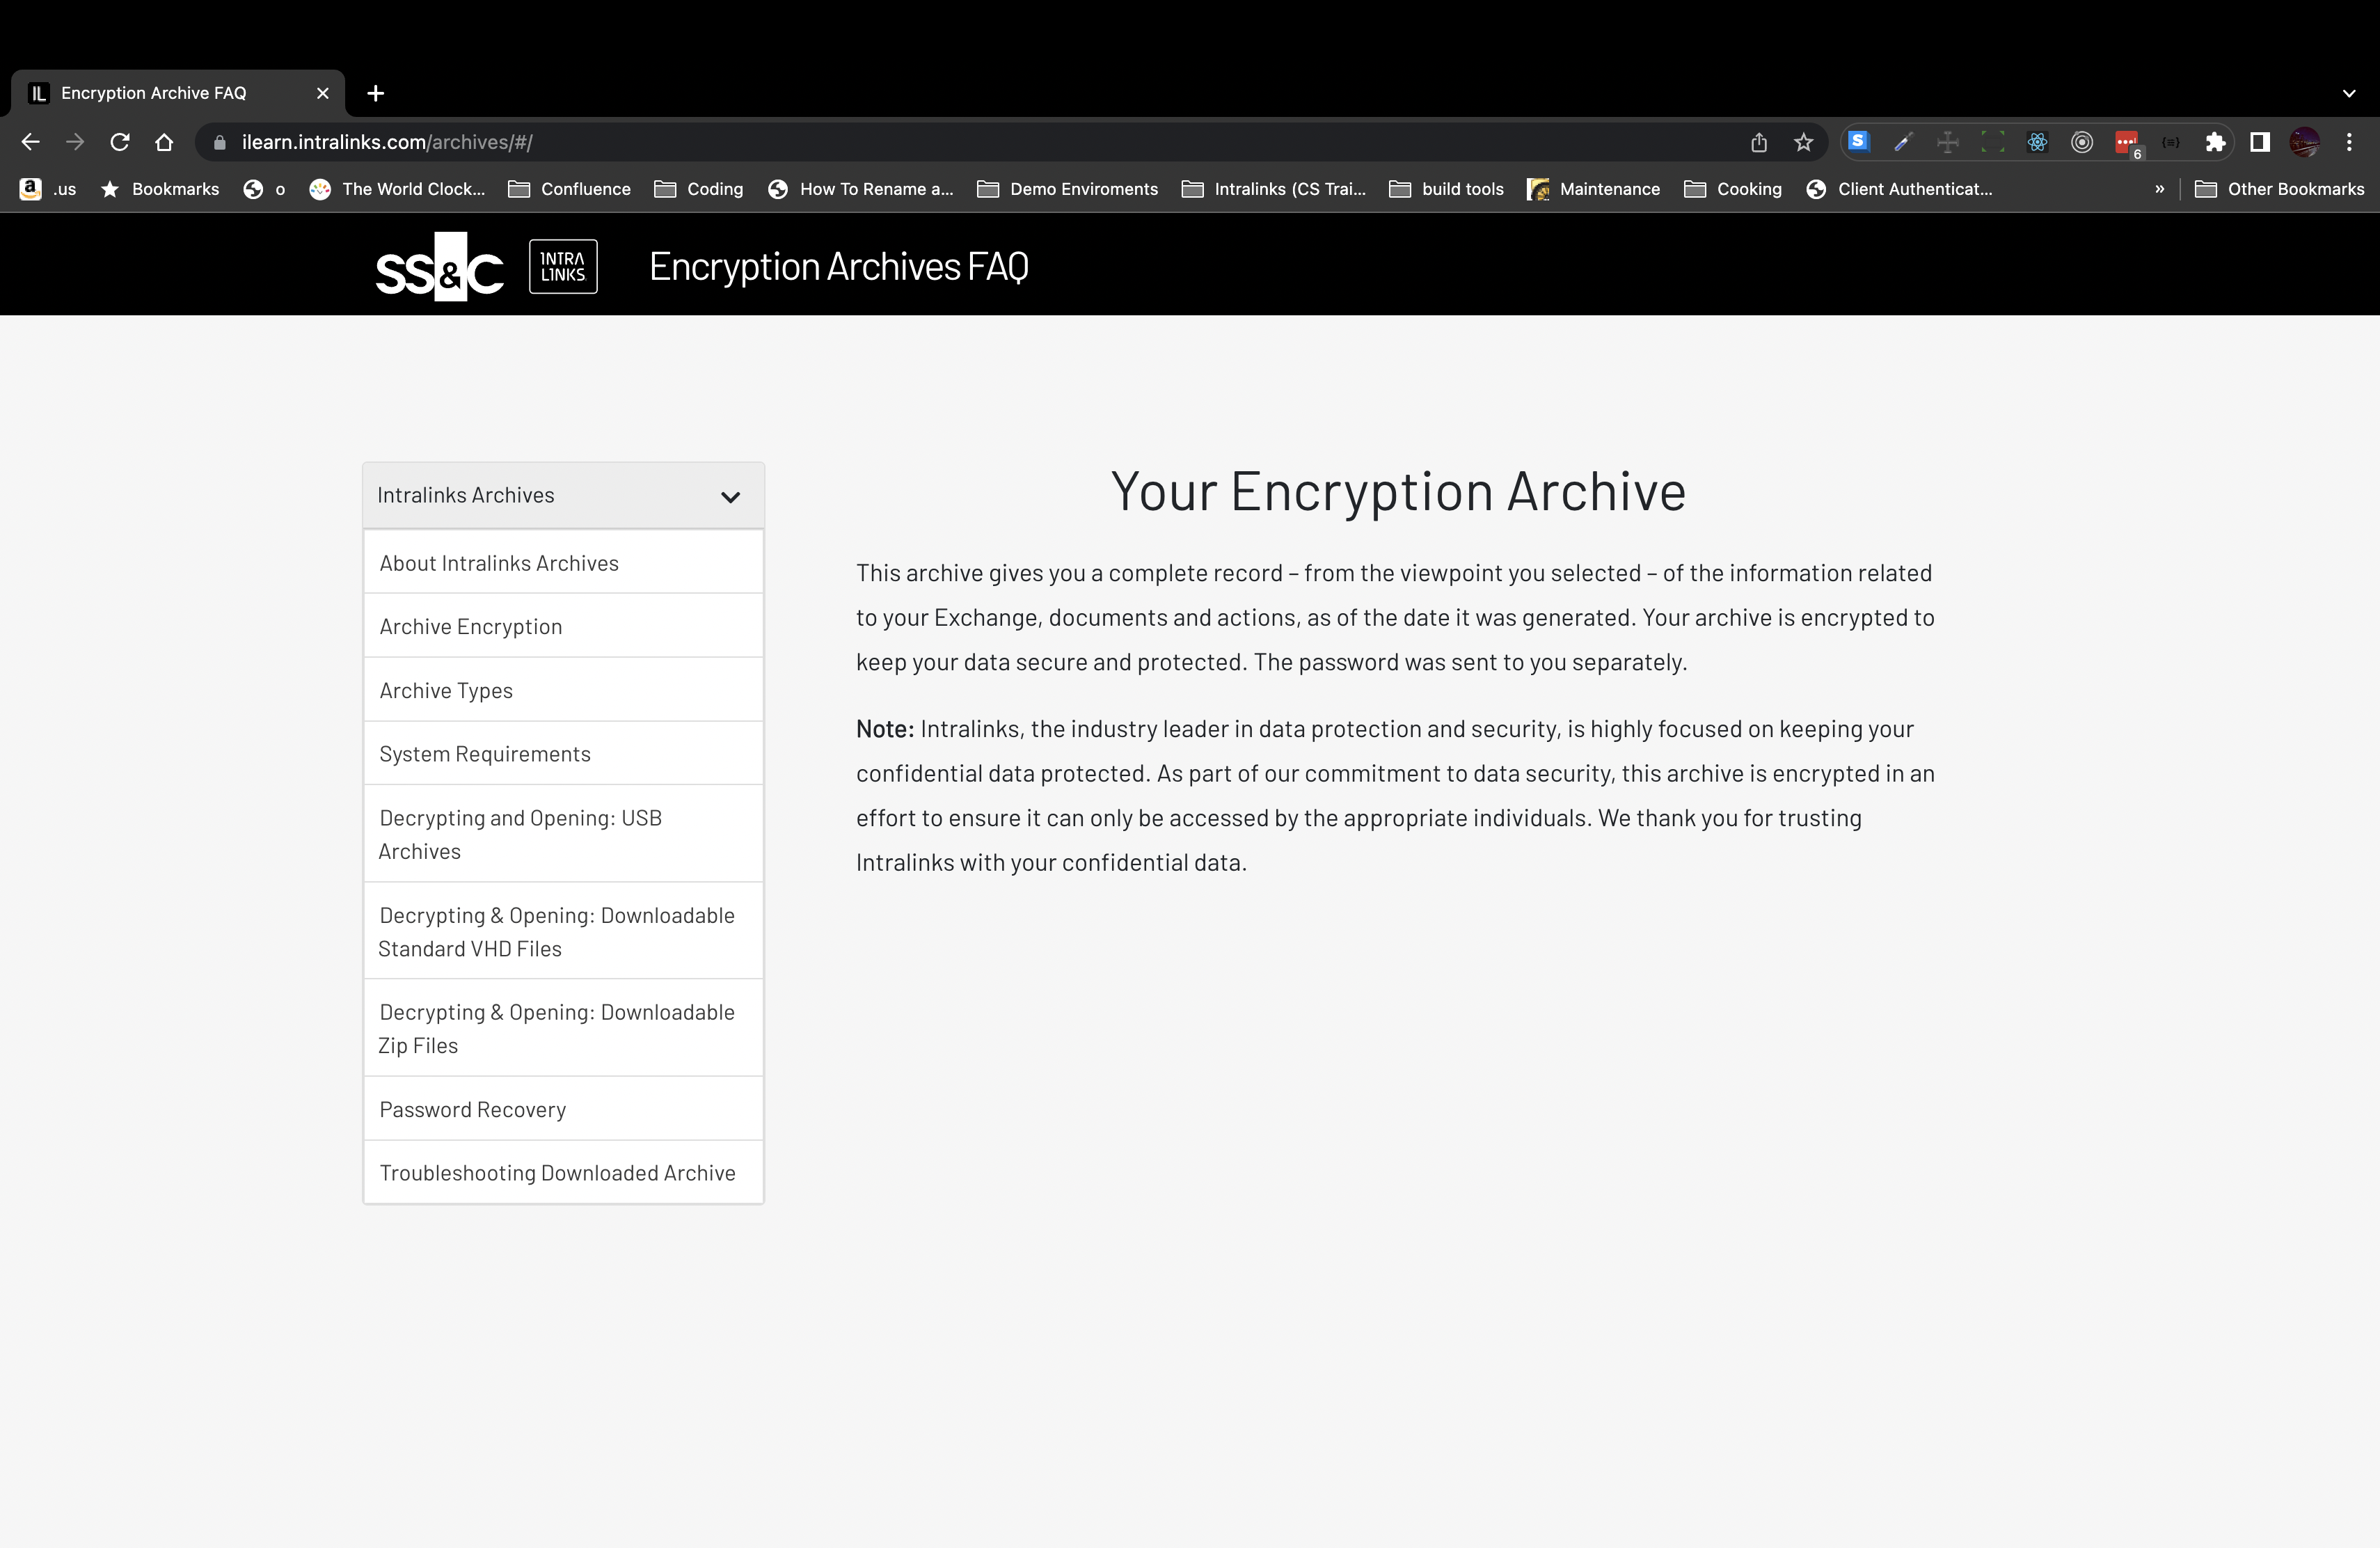 Encryption Archive FAQ
ilearn.intralinks.com/archives/#/
6
.us
Bookmarks
o
The World Clock...
Confluence
Coding
How To Rename a...
Demo Enviroments
Intralinks (CS Trai...
build tools
Maintenance
Cooking
Client Authenticat...
»
Other Bookmarks
SS&C
INTRA
LINKS
Encryption Archives FAQ
Intralinks Archives
About Intralinks Archives
Archive Encryption
Archive Types
System Requirements
Decrypting and Opening: USB
Archives
Decrypting & Opening: Downloadable
Standard VHD Files
Decrypting & Opening: Downloadable
Zip Files
Password Recovery
Troubleshooting Downloaded Archive
Your Encryption Archive
This archive gives you a complete record – from the viewpoint you selected – of the information related
to your Exchange, documents and actions, as of the date it was generated. Your archive is encrypted to
keep your data secure and protected. The password was sent to you separately.
Note: Intralinks, the industry leader in data protection and security, is highly focused on keeping your
confidential data protected. As part of our commitment to data security, this archive is encrypted in an
effort to ensure it can only be accessed by the appropriate individuals. We thank you for trusting
Intralinks with your confidential data.